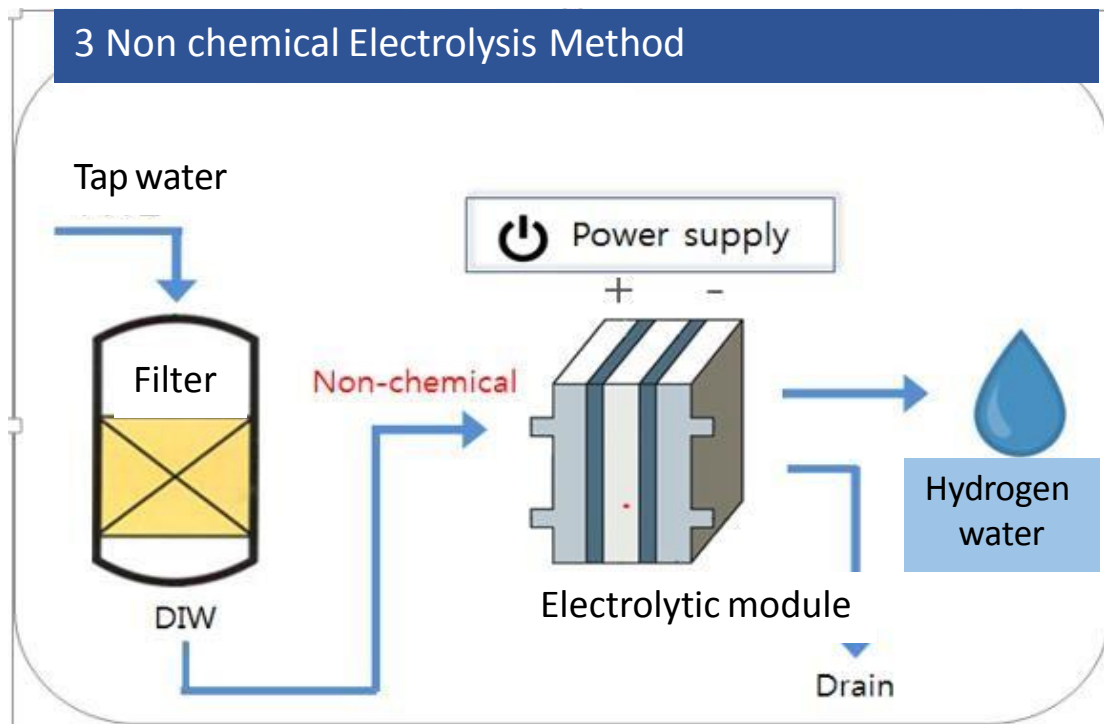 3 Non chemical Electrolysis Method
Tap water
Power supply
+ -
Filter
Non-chemical
Hydrogen
water
Electrolytic module
DIW
Drain